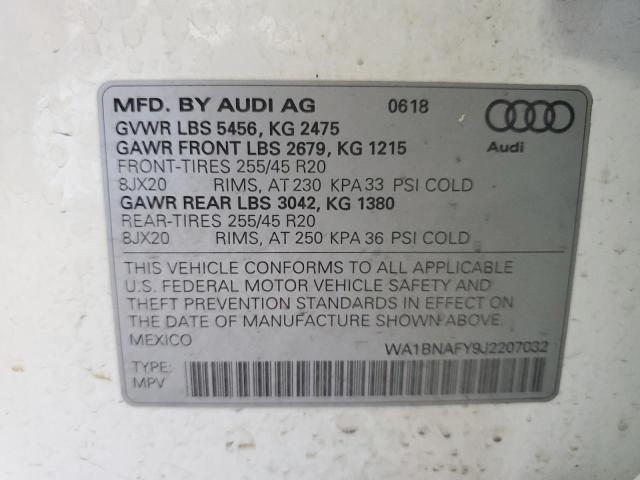 MFD. BY AUDI AG 0618
GVWR LBS 5456, KG 2475
GAWR FRONT LBS 2679, KG 1215
Audi
FRONT-TIRES 255/45 R20
8JX20 RIMS, AT 230 KPA 33 PSI COLD
GAWR REAR LBS 3042, KG 1380
REAR-TIRES 255/45 R20
8JX20 RIMS, AT 250 KPA 36 PSI COLD
THIS VEHICLE CONFORMS TO ALL APPLICABLE
U.S. FEDERAL MOTOR VEHICLE SAFETY AND
THEFT PREVENTION STANDARDS IN EFFECT ON
THE DATE OF MANUFACTURE SHOWN ABOVE.
MEXICO WA1BNAFY9J2207032
TYPE:
MPV